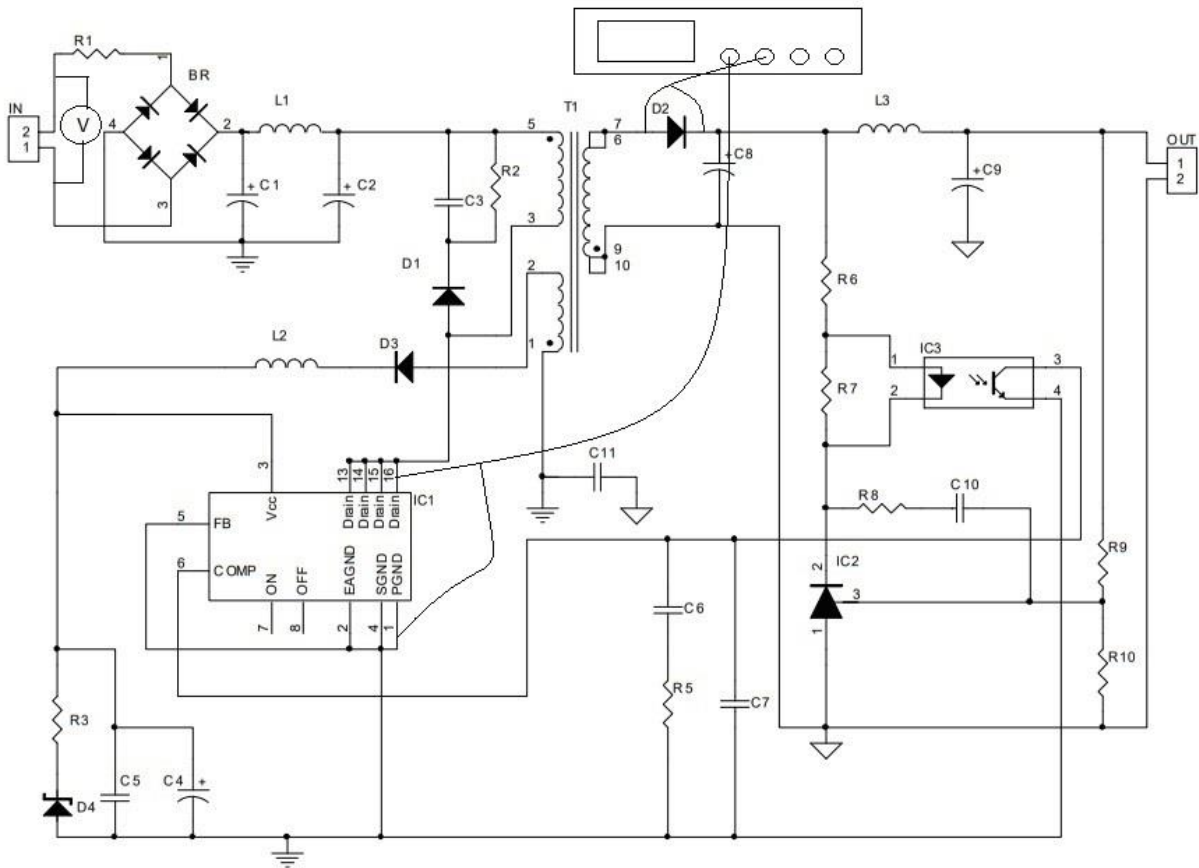 R1
1
BR
IN
2
1
V
4
2
3
L1
C1
C2
C3
R2
5
3
2
1
T1
7
6
9
10
D2
C8
L3
C9
OUT
1
2
D1
L2
D3
R6
R7
IC3
1
2
3
4
C11
3
13
14
15
16
IC1
Vcc
Drain
Drain
Drain
Drain
5
FB
6
COMP
ON
OFF
EAGND
SGND
PGND
7
8
2
4
1
R8
C10
R9
IC2
2
3
1
R10
C6
R5
C7
R3
D4
C5
C4